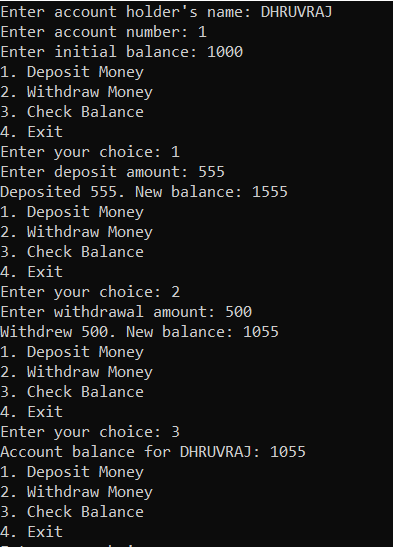 Enter account holder's name: DHRUVRAJ
Enter account number: 1
Enter initial balance: 1000
1. Deposit Money
2. Withdraw Money
3. Check Balance
4. Exit
Enter your choice: 1
Enter deposit amount: 555
Deposited 555. New balance: 1555
1. Deposit Money
2. Withdraw Money
3. Check Balance
4. Exit
Enter your choice: 2
Enter withdrawal amount: 500
Withdrew 500. New balance: 1055
1. Deposit Money
2. Withdraw Money
3. Check Balance
4. Exit
Enter your choice: 3
Account balance for DHRUVRAJ: 1055
1. Deposit Money
2. Withdraw Money
3. Check Balance
4. Exit